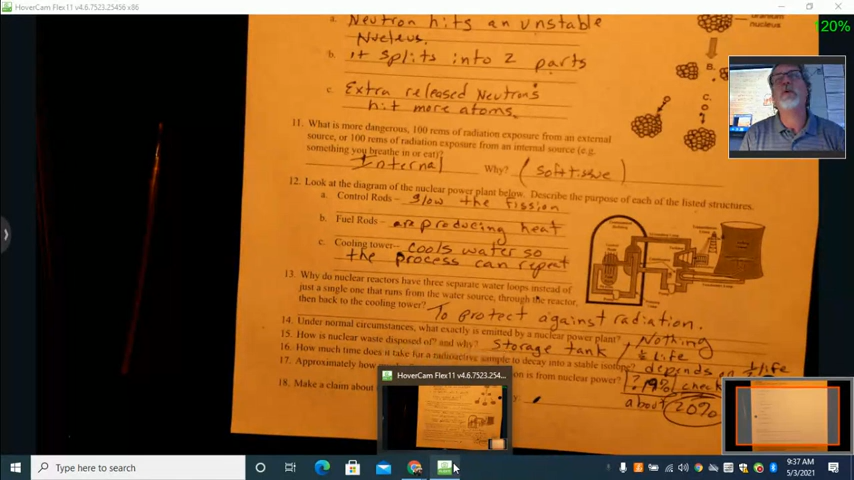 HoverCam Flex11 v4.6.7523.25456 x86
120%
a. Neutron hits an unstable
Nucleus.
nucleus
b. it splits into 2 parts
B.
c. Extra released Neutrons
hit more atoms.
C.
11. What is more dangerous, 100 rems of radiation exposure from an external
source, or 100 rems of radiation exposure from an internal source (e.g.
something you breathe in or eat)?
Internal Why? (soft tissue)
12. Look at the diagram of the nuclear power plant below. Describe the purpose of each of the listed structures.
a. Control Rods – slow the fission
b. Fuel Rods – are producing heat
c. Cooling tower – cools water so
the process can repeat
13. Why do nuclear reactors have three separate water loops instead of
just a single one that runs from the water source, through the reactor,
then back to the cooling tower? To protect against radiation.
14. Under normal circumstances, what exactly is emitted by a nuclear power plant? Nothing
15. How is nuclear waste disposed of? and why? Storage tank / ½ Life
16. How much time does it take for a radioactive sample to decay into a stable isotope? depends on ½ life
17. Approximately how is from nuclear power? ? 19% check
18. Make a claim about
about 20%
HoverCam Flex11 v4.6.7523.254...
Type here to search
9:37 AM
5/3/2021